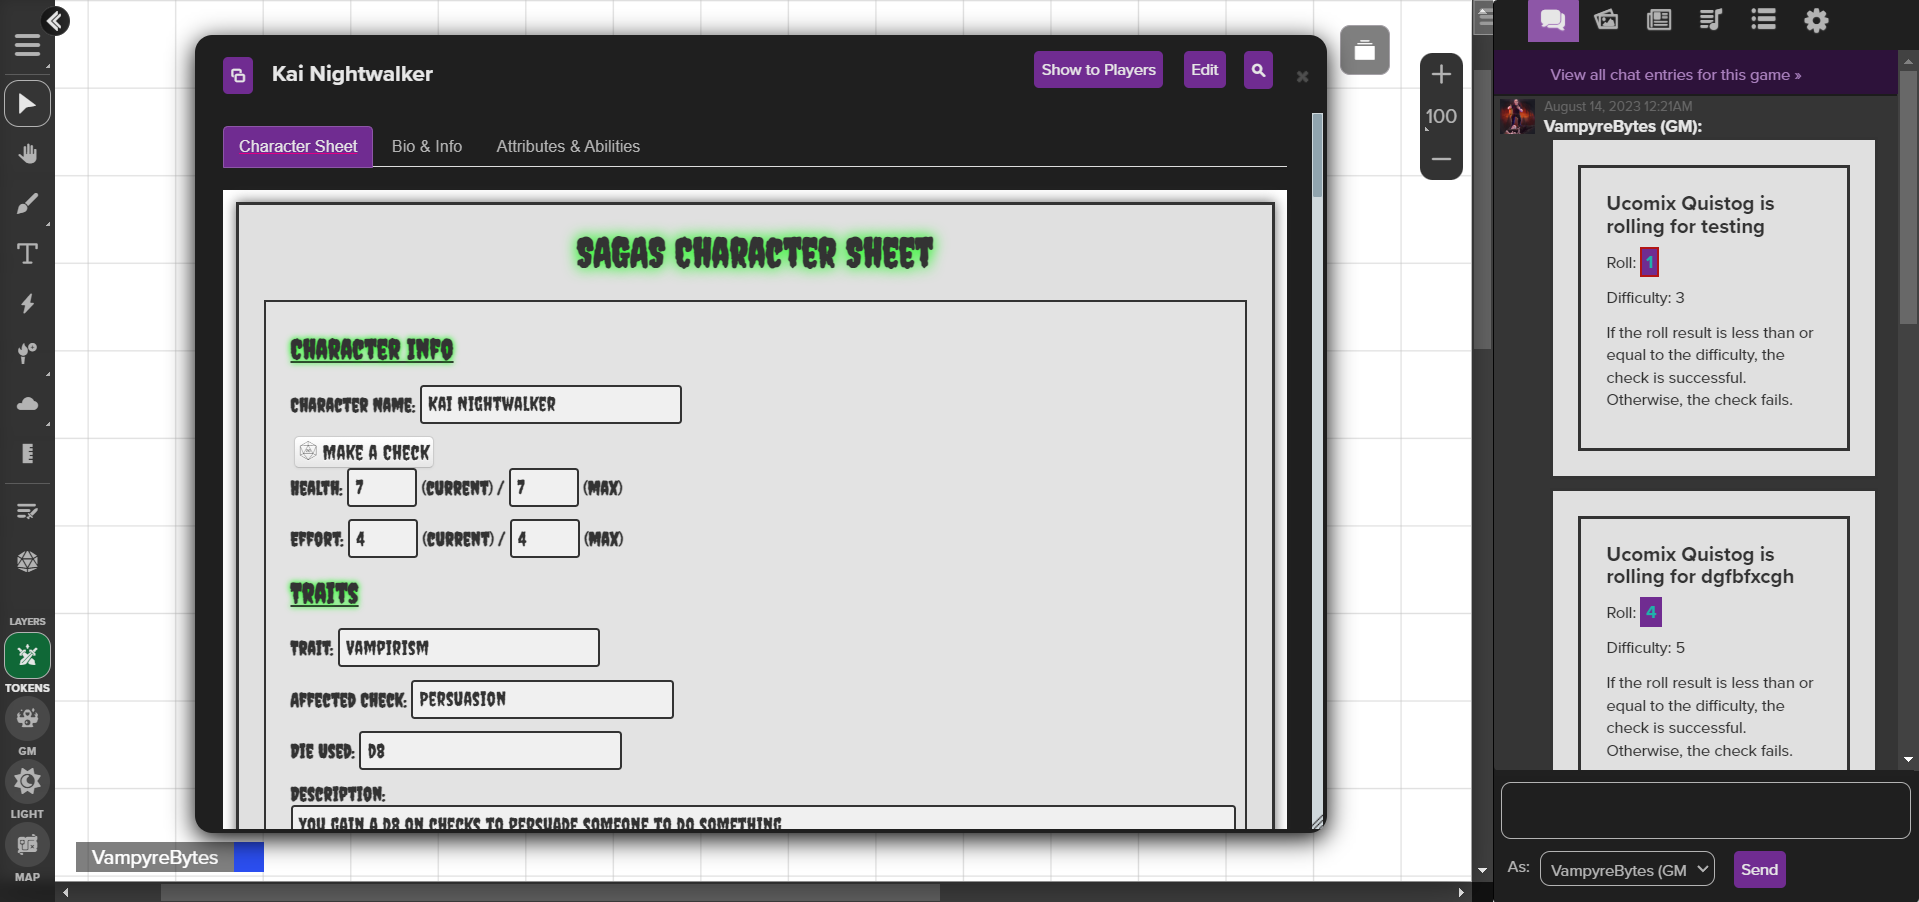 Kai Nightwalker
Show to Players
Edit
Character Sheet
Bio & Info
Attributes & Abilities
SAGAS CHARACTER SHEET
CHARACTER INFO
CHARACTER NAME: KAI NIGHTWALKER
MAKE A CHECK
HEALTH: 7 (CURRENT) / 7 (MAX)
EFFORT: 4 (CURRENT) / 4 (MAX)
TRAITS
TRAIT: VAMPIRISM
AFFECTED CHECK: PERSUASION
DIE USED: D8
DESCRIPTION:
YOU GAIN A D8 ON CHECKS TO PERSUADE SOMEONE TO DO SOMETHING
LAYERS
TOKENS
GM
LIGHT
MAP
VampyreBytes
100
View all chat entries for this game »
August 14, 2023 12:21AM
VampyreBytes (GM):
Ucomix Quistog is
rolling for testing
Roll: 1
Difficulty: 3
If the roll result is less than or
equal to the difficulty, the
check is successful.
Otherwise, the check fails.
Ucomix Quistog is
rolling for dgfbfxcgh
Roll: 4
Difficulty: 5
If the roll result is less than or
equal to the difficulty, the
check is successful.
Otherwise, the check fails.
As: VampyreBytes (GM
Send